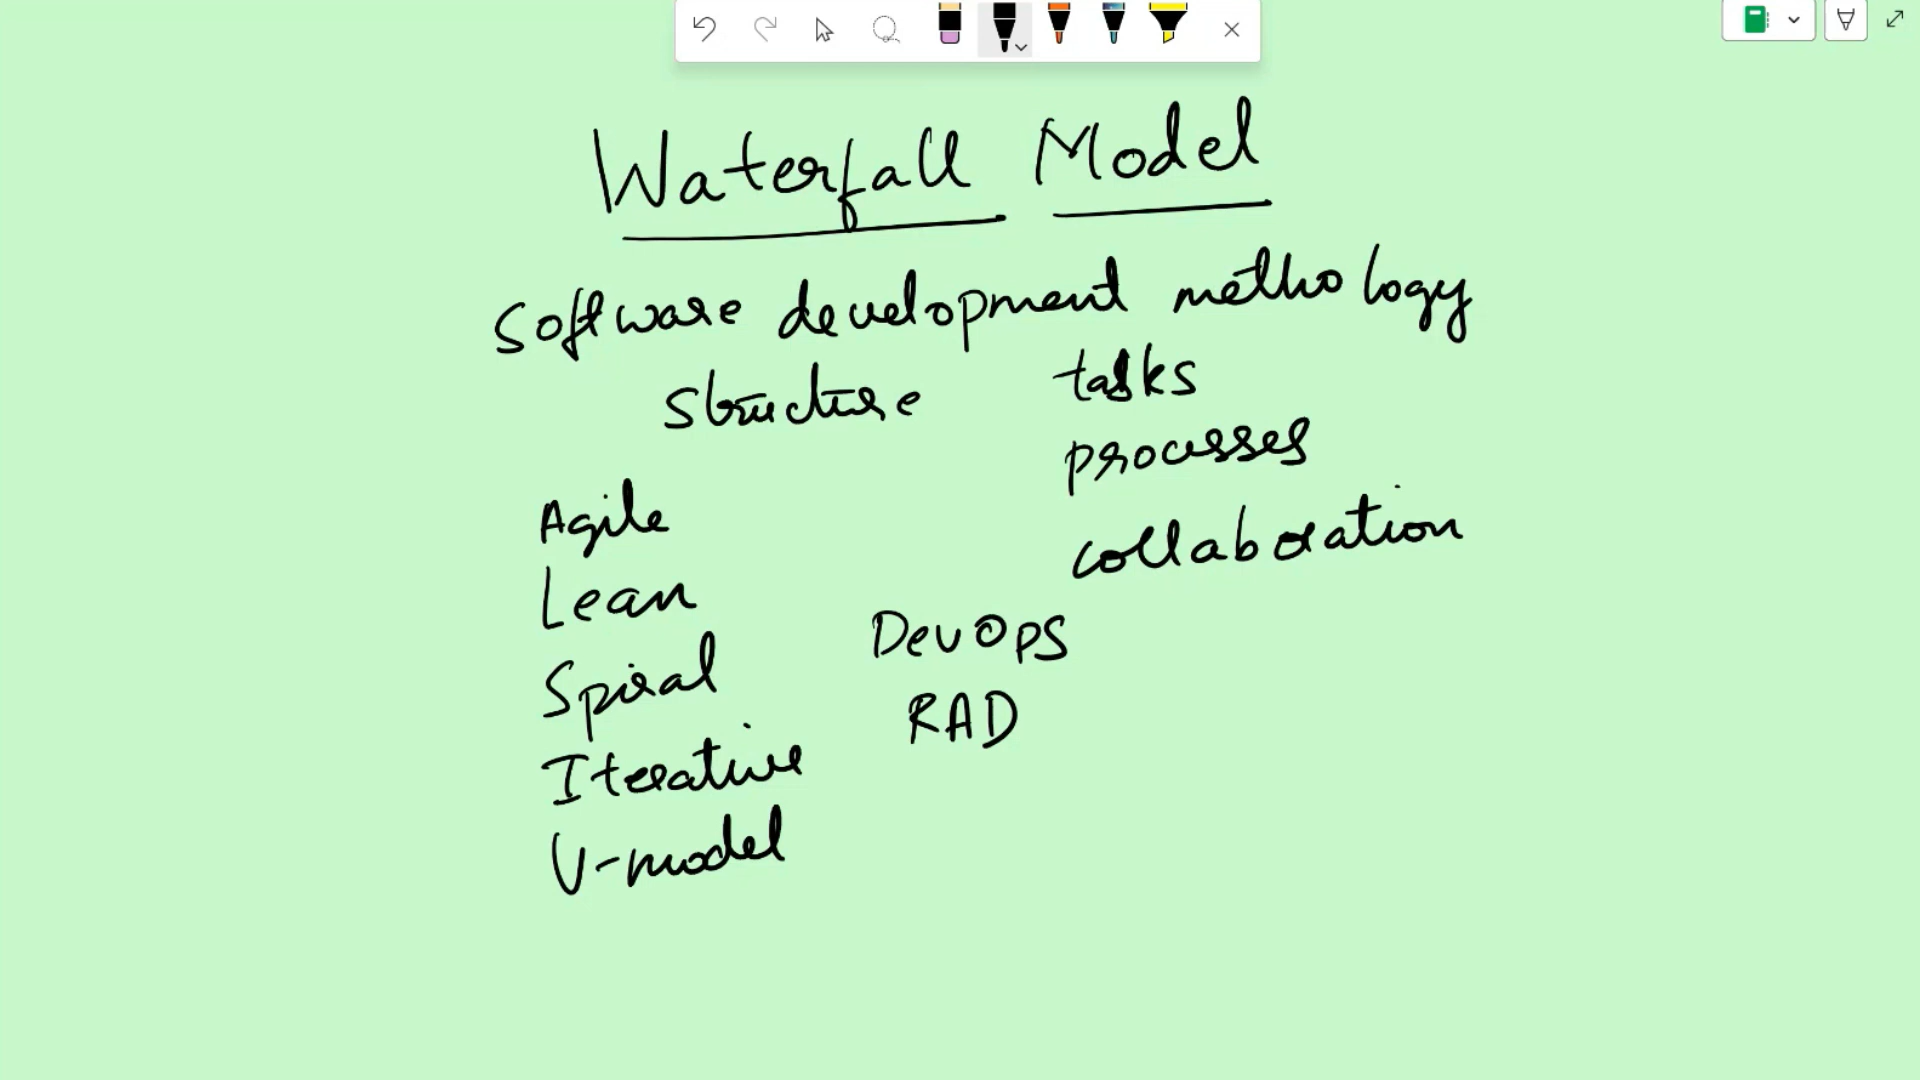 Waterfall Model
Software development methology
Structure
tasks
processes
collaboration
Agile
Lean
Spiral
Iterative
V-model
DevOps
RAD